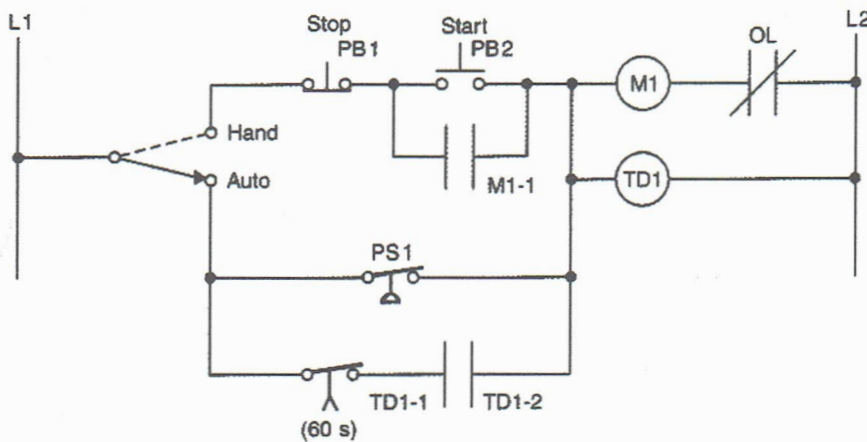 L1
Stop
PB1
Start
PB2
OL
L2
M1
Hand
Auto
M1-1
TD1
PS1
TD1-1
TD1-2
(60 s)